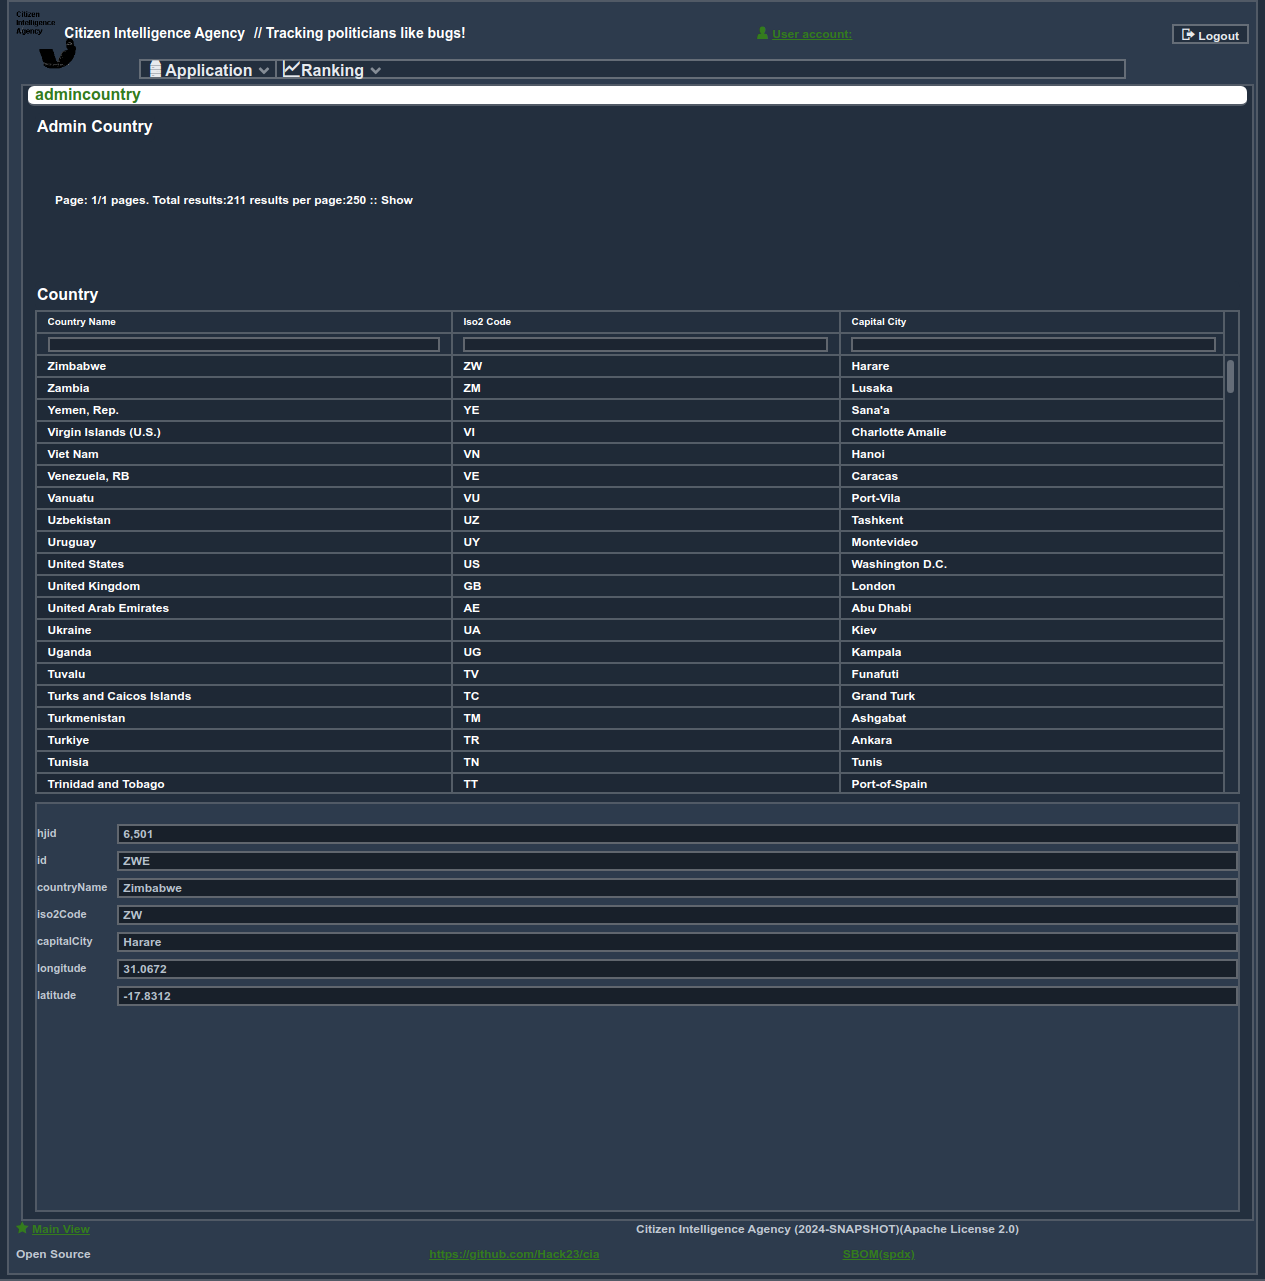 Citizen
Intelligence
Agency
Citizen Intelligence Agency // Tracking politicians like bugs!
User account:
Logout
Application
Ranking
admincountry
Admin Country
Page: 1/1 pages. Total results:211 results per page:250 :: Show
Country
Country Name Iso2 Code Capital City
Zimbabwe ZW Harare
Zambia ZM Lusaka
Yemen, Rep. YE Sana'a
Virgin Islands (U.S.) VI Charlotte Amalie
Viet Nam VN Hanoi
Venezuela, RB VE Caracas
Vanuatu VU Port-Vila
Uzbekistan UZ Tashkent
Uruguay UY Montevideo
United States US Washington D.C.
United Kingdom GB London
United Arab Emirates AE Abu Dhabi
Ukraine UA Kiev
Uganda UG Kampala
Tuvalu TV Funafuti
Turks and Caicos Islands TC Grand Turk
Turkmenistan TM Ashgabat
Turkiye TR Ankara
Tunisia TN Tunis
Trinidad and Tobago TT Port-of-Spain
hjid 6,501
id ZWE
countryName Zimbabwe
iso2Code ZW
capitalCity Harare
longitude 31.0672
latitude -17.8312
Main View Citizen Intelligence Agency (2024-SNAPSHOT)(Apache License 2.0)
Open Source https://github.com/Hack23/cia SBOM(spdx)